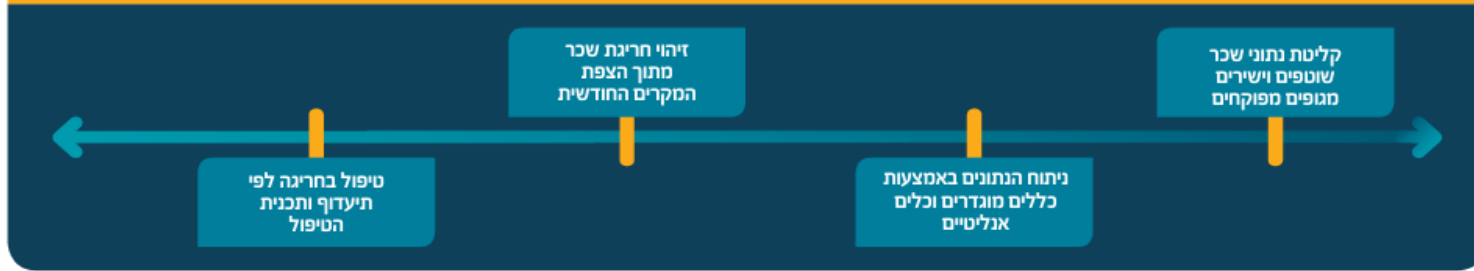 קליטת נתוני שכר
שוטפים וישירים
מגופים מפוקחים
ניתוח הנתונים באמצעות
כללים מוגדרים וכלים
אנליטיים
זיהוי חריגת שכר
מתוך הצפת
המקרים החודשית
טיפול בחריגה לפי
תיעדוף ותכנית
הטיפול